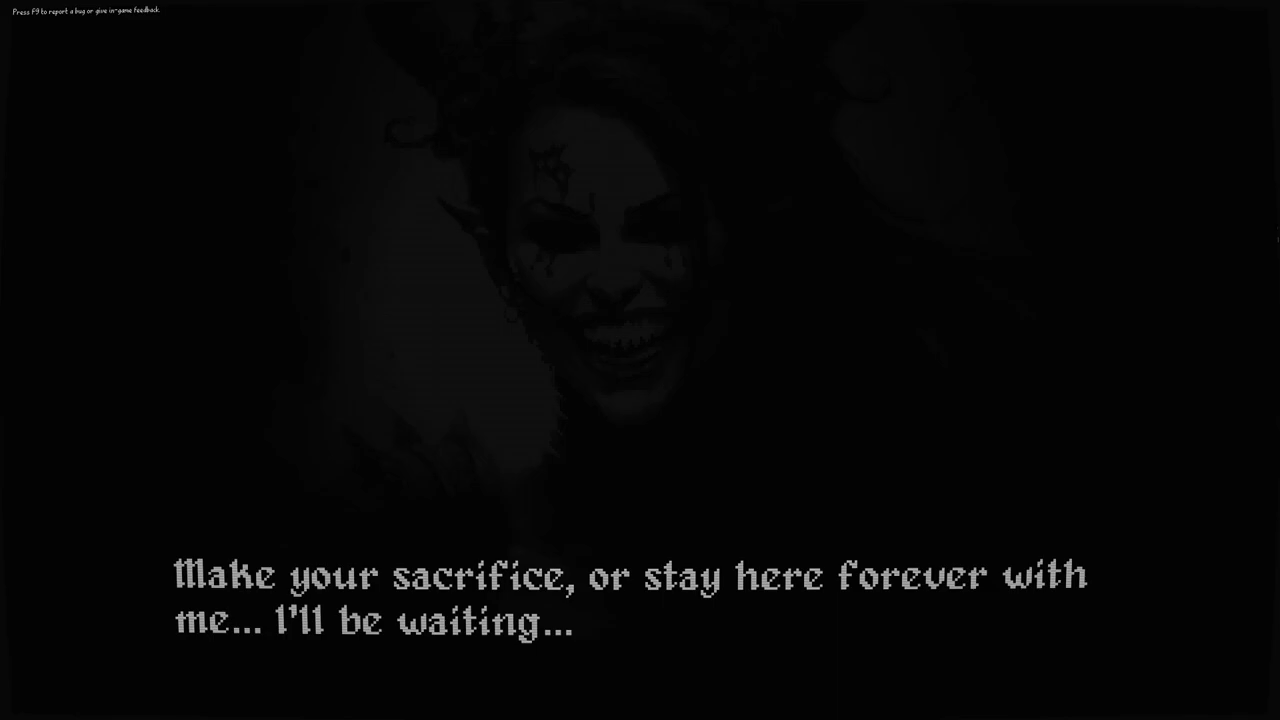 Press F9 to report a bug or give in-game feedback.
Make your sacrifice, or stay here forever with
me... I'll be waiting...